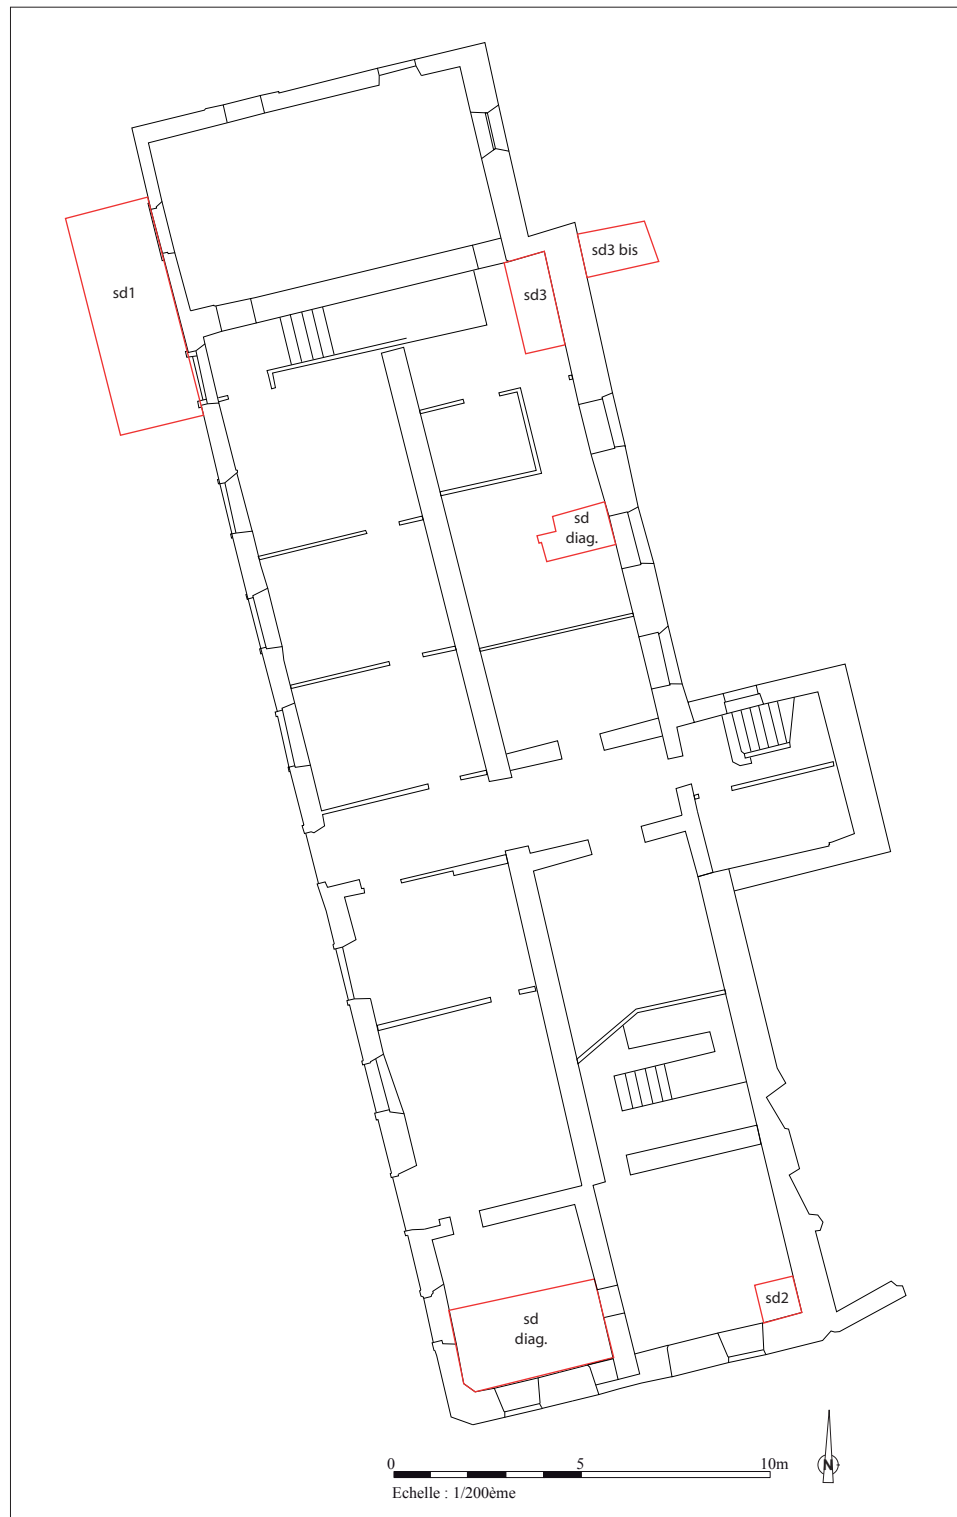 sd3 bis
sd1
sd3
sd
diag.
sd2
sd
diag.
0 5 10m
Echelle : 1/200ème
N